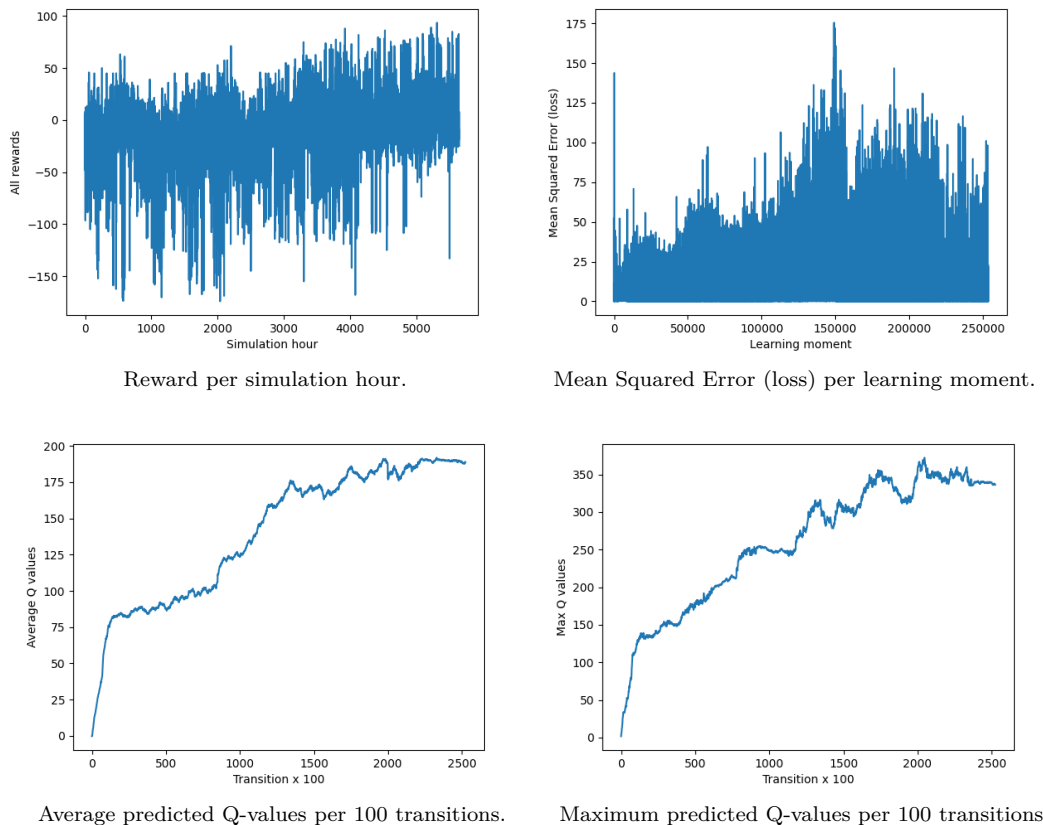 100
50
0
−50
−100
−150
All rewards
0 1000 2000 3000 4000 5000
Simulation hour
Reward per simulation hour.
175
150
125
100
75
50
25
0
Mean Squared Error (loss)
0 50000 100000 150000 200000 250000
Learning moment
Mean Squared Error (loss) per learning moment.
200
175
150
125
100
75
50
25
0
Average Q values
0 500 1000 1500 2000 2500
Transition x 100
Average predicted Q-values per 100 transitions.
350
300
250
200
150
100
50
0
Max Q values
0 500 1000 1500 2000 2500
Transition x 100
Maximum predicted Q-values per 100 transitions